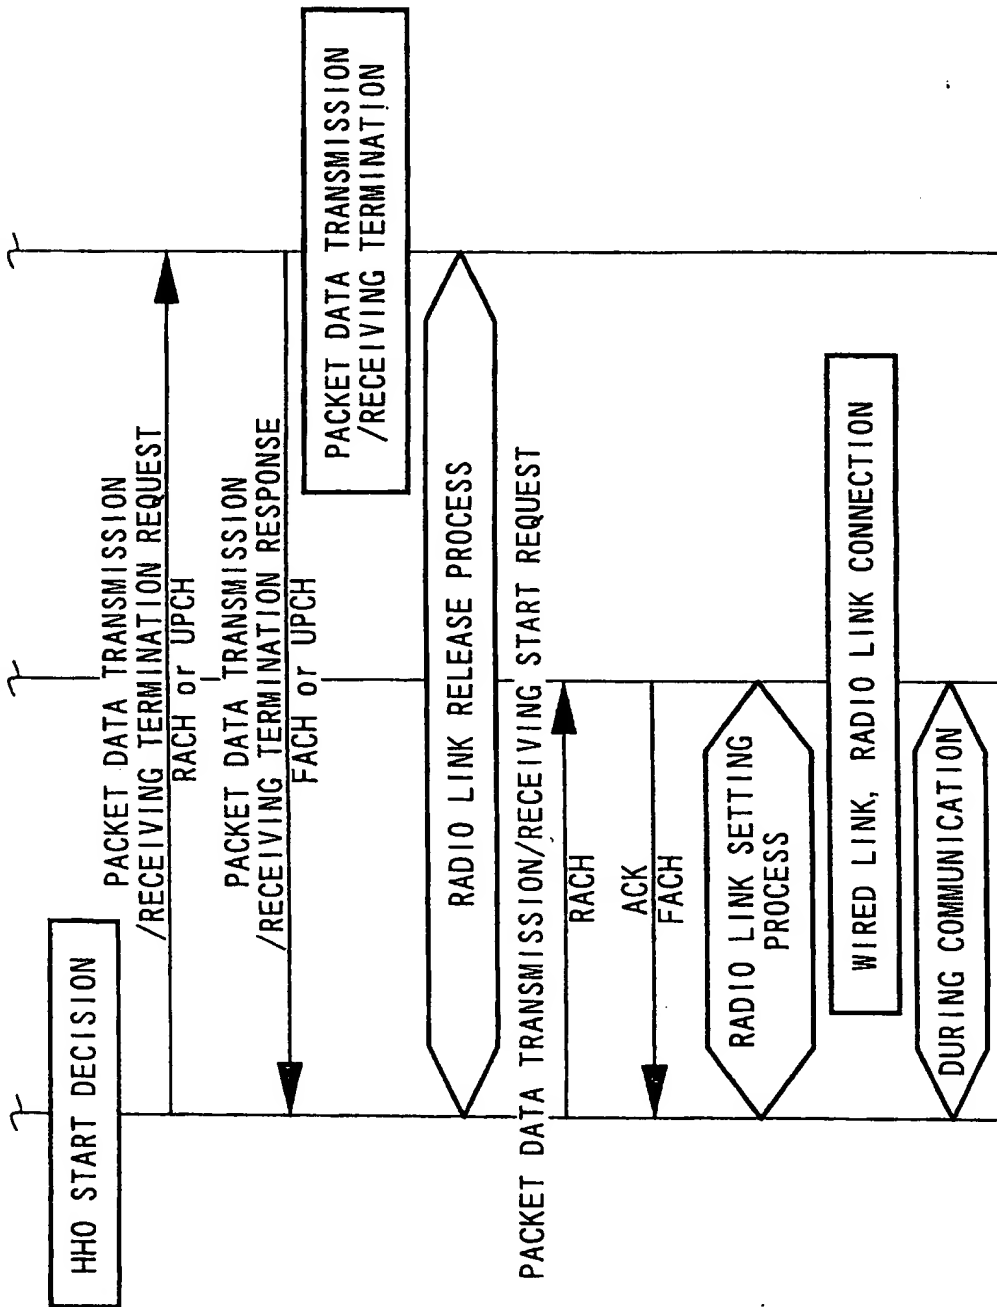 HHO START DECISION
PACKET DATA TRANSMISSION
/RECEIVING TERMINATION REQUEST
RACH or UPCH
PACKET DATA TRANSMISSION
/RECEIVING TERMINATION RESPONSE
FACH or UPCH
PACKET DATA TRANSMISSION
/RECEIVING TERMINATION
RADIO LINK RELEASE PROCESS
PACKET DATA TRANSMISSION/RECEIVING START REQUEST
RACH
ACK
FACH
RADIO LINK SETTING
PROCESS
WIRED LINK, RADIO LINK CONNECTION
DURING COMMUNICATION